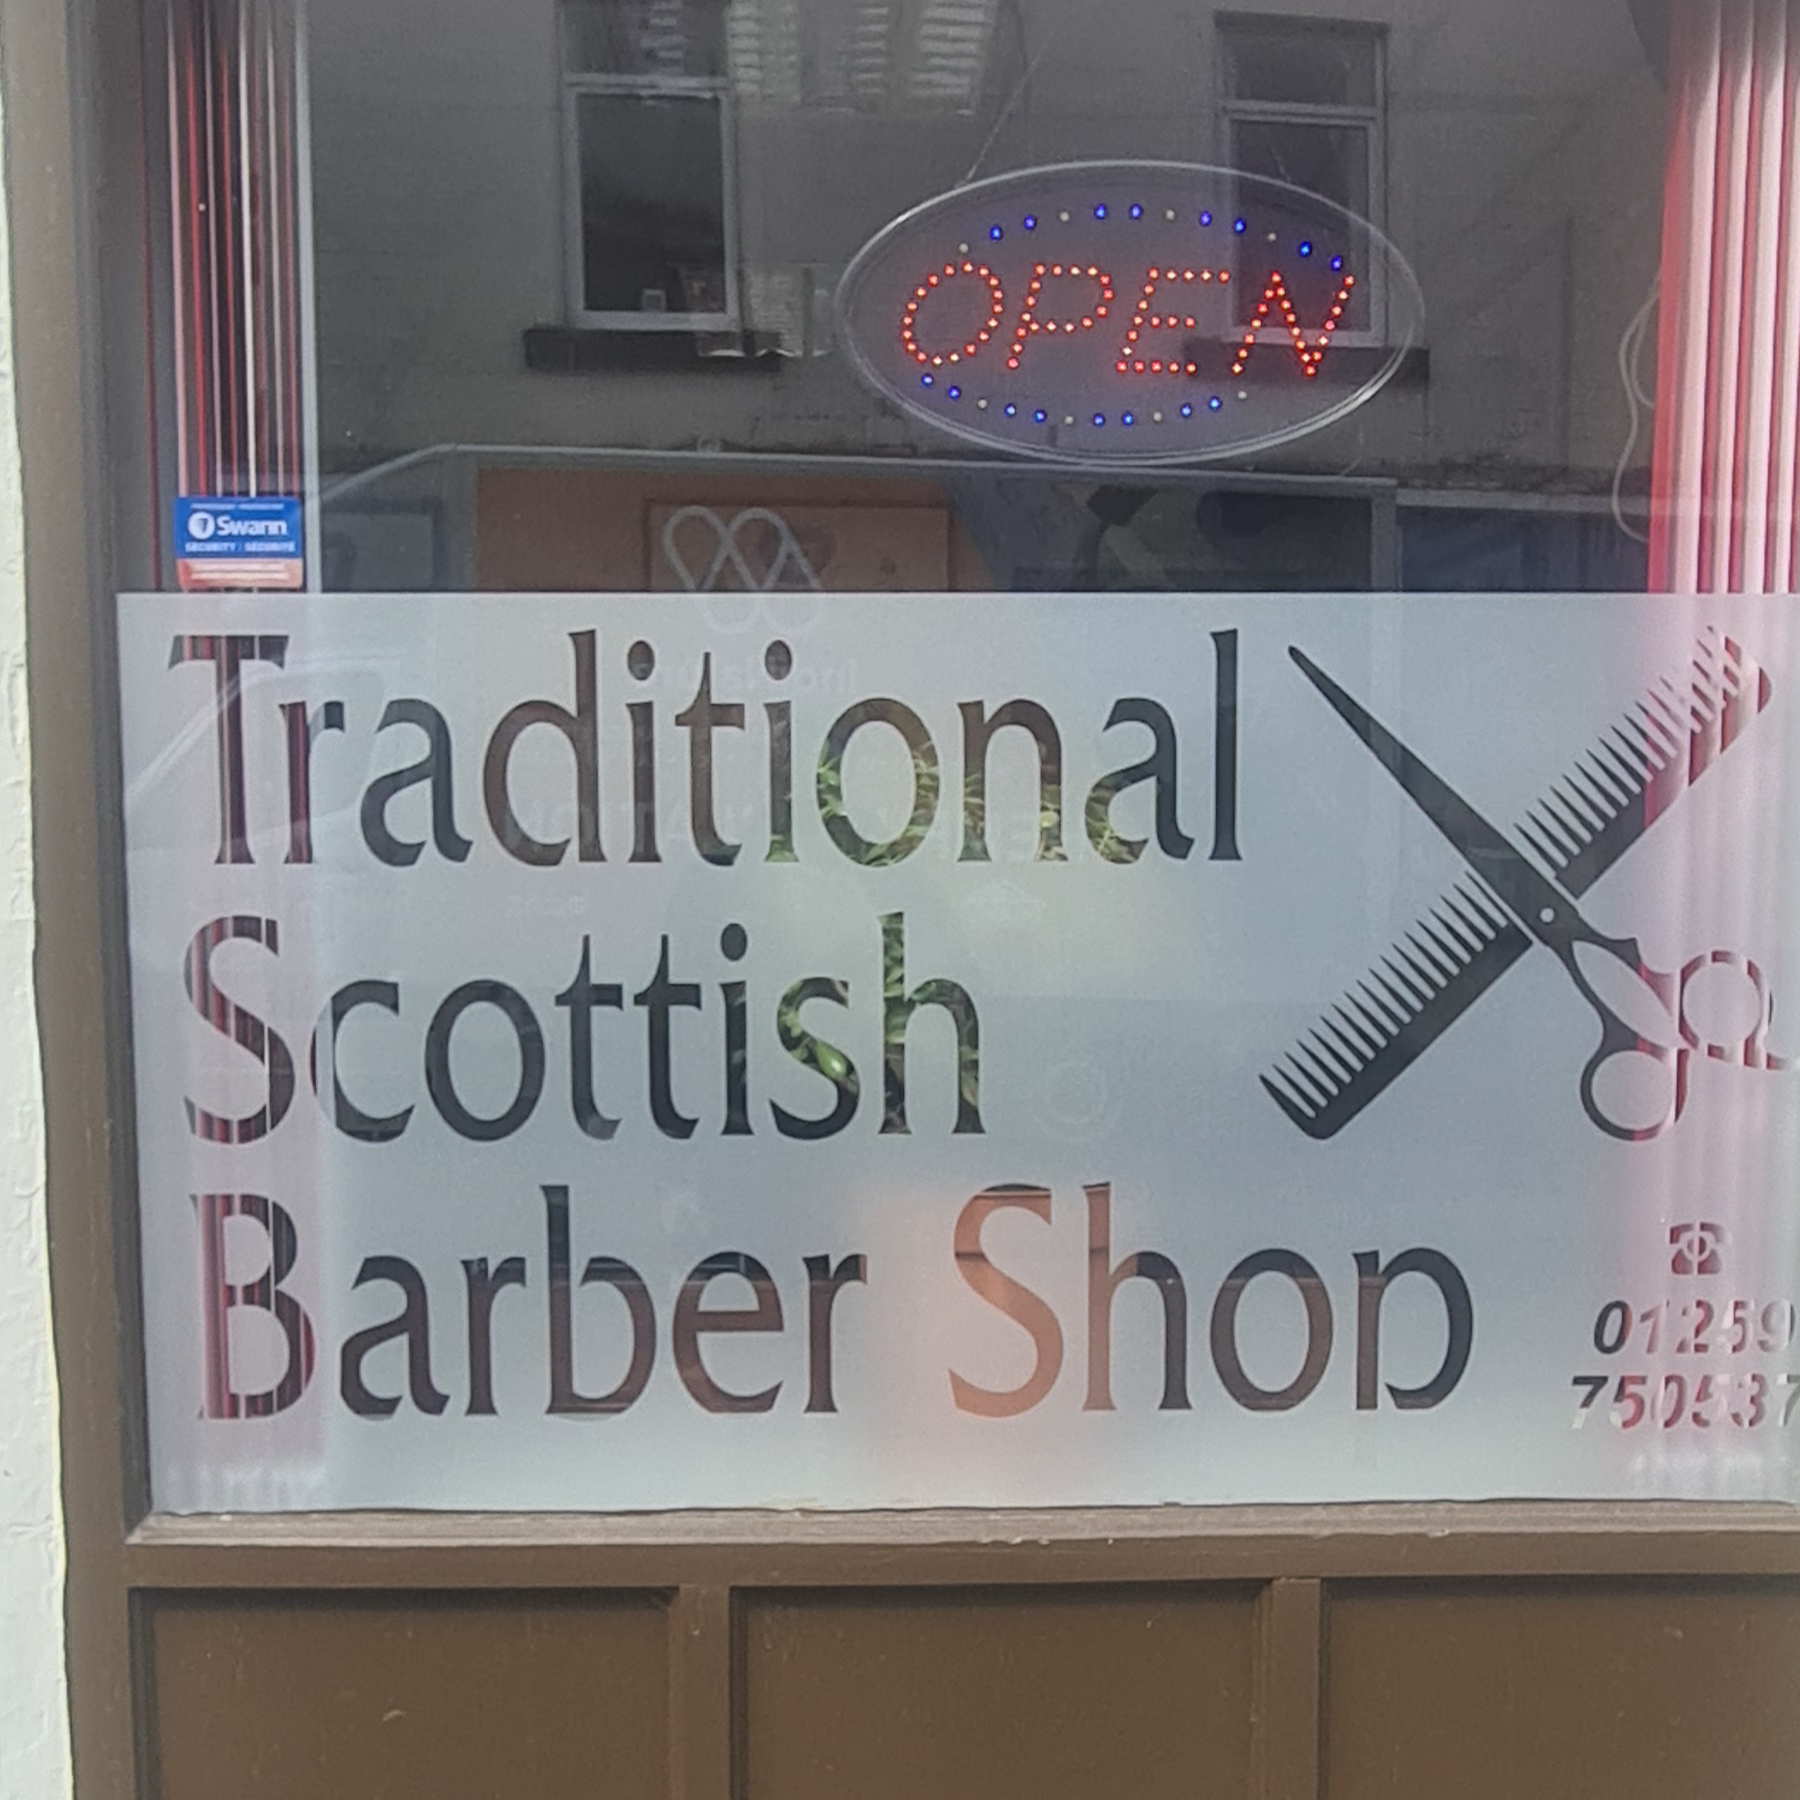 OPEN
Swann
SECURITY | SÉCURITÉ
Traditional
Scottish
Barber Shop
01259
750537